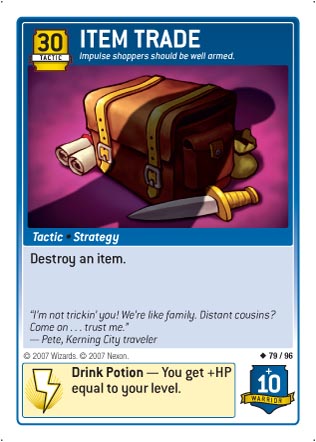 30
TACTIC
ITEM TRADE
Impulse shoppers should be well armed.
Tactic • Strategy
Destroy an item.
"I'm not trickin' you! We're like family. Distant cousins?
Come on . . . trust me."
— Pete, Kerning City traveler
© 2007 Wizards. © 2007 Nexon.
◆ 79 / 96
Drink Potion — You get +HP
equal to your level.
+
10
WARRIOR